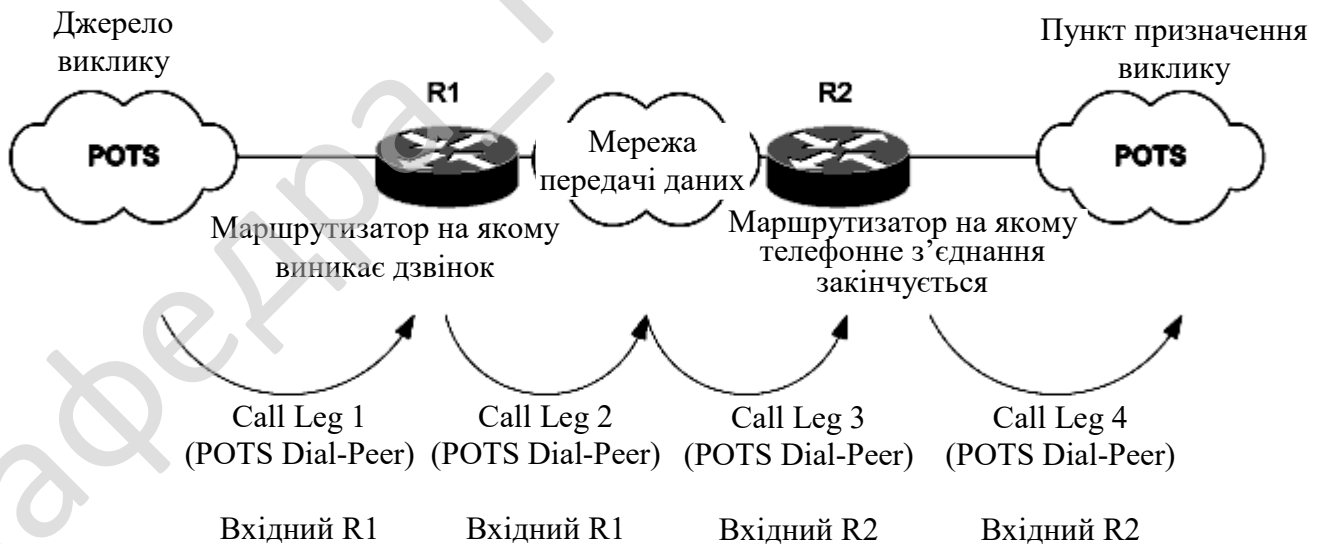 Джерело
виклику
Пункт призначення
виклику
R1
R2
POTS
Мережа
передачі даних
POTS
Маршрутизатор на якому
виникає дзвінок
Маршрутизатор на якому
телефонне з’єднання
закінчується
Call Leg 1
(POTS Dial-Peer)
Call Leg 2
(POTS Dial-Peer)
Call Leg 3
(POTS Dial-Peer)
Call Leg 4
(POTS Dial-Peer)
Вхідний R1
Вхідний R1
Вхідний R2
Вхідний R2